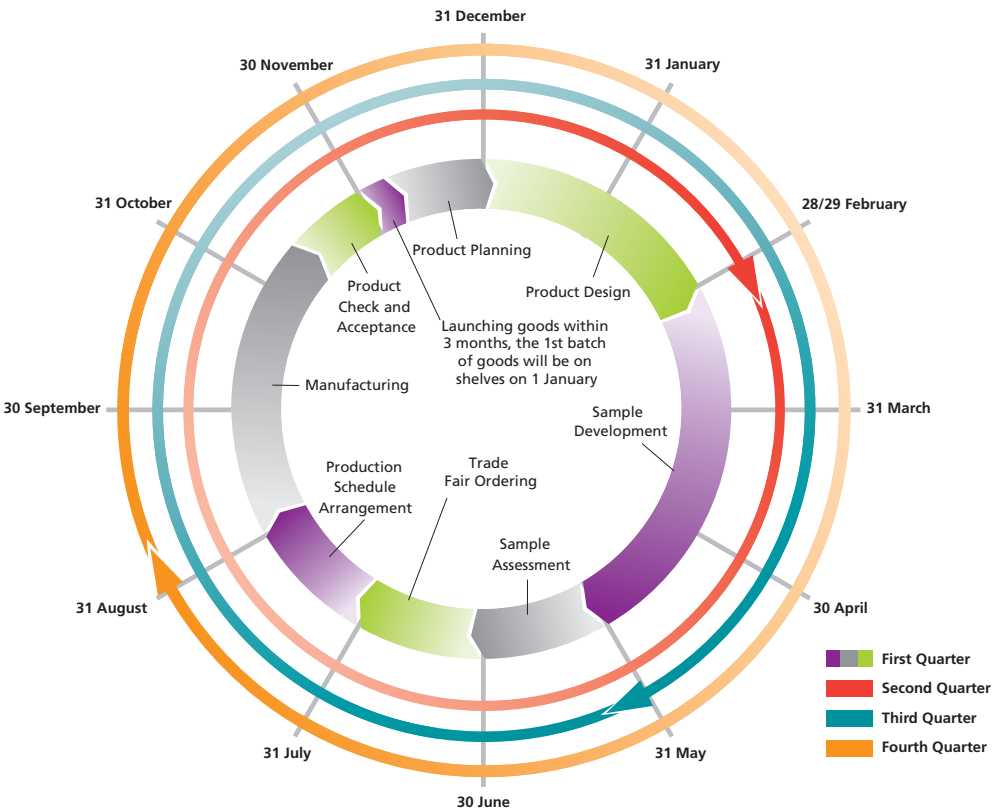 31 December
30 November
31 January
31 October
28/29 February
Product Planning
Product
Check and
Acceptance
Product Design
Launching goods within
3 months, the 1st batch
of goods will be on
shelves on 1 January
Manufacturing
30 September
31 March
Sample
Development
Production
Schedule
Arrangement
Trade
Fair Ordering
Sample
Assessment
31 August
30 April
31 July
31 May
30 June
First Quarter
Second Quarter
Third Quarter
Fourth Quarter